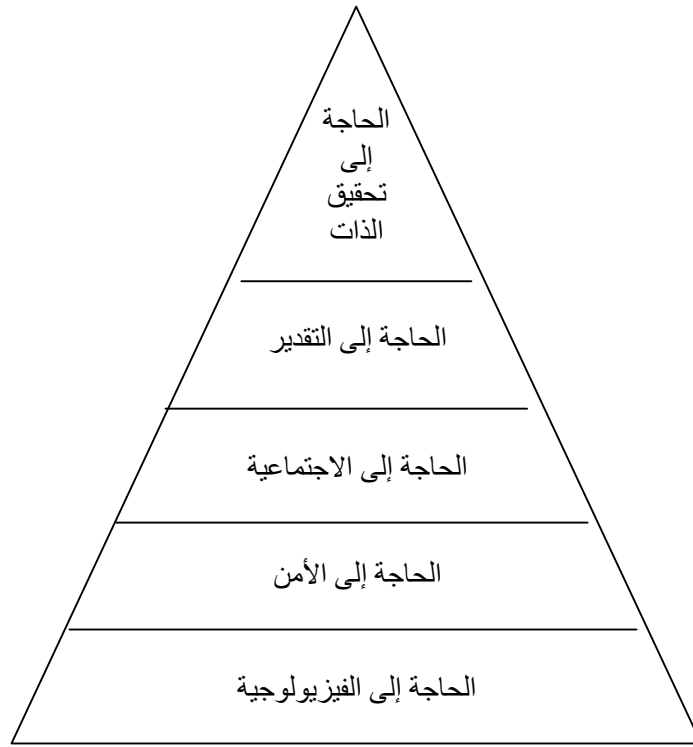 الحاجة
إلى
تحقيق
الذات
الحاجة إلى التقدير
الحاجة إلى الاجتماعية
الحاجة إلى الأمن
الحاجة إلى الفيزيولوجية